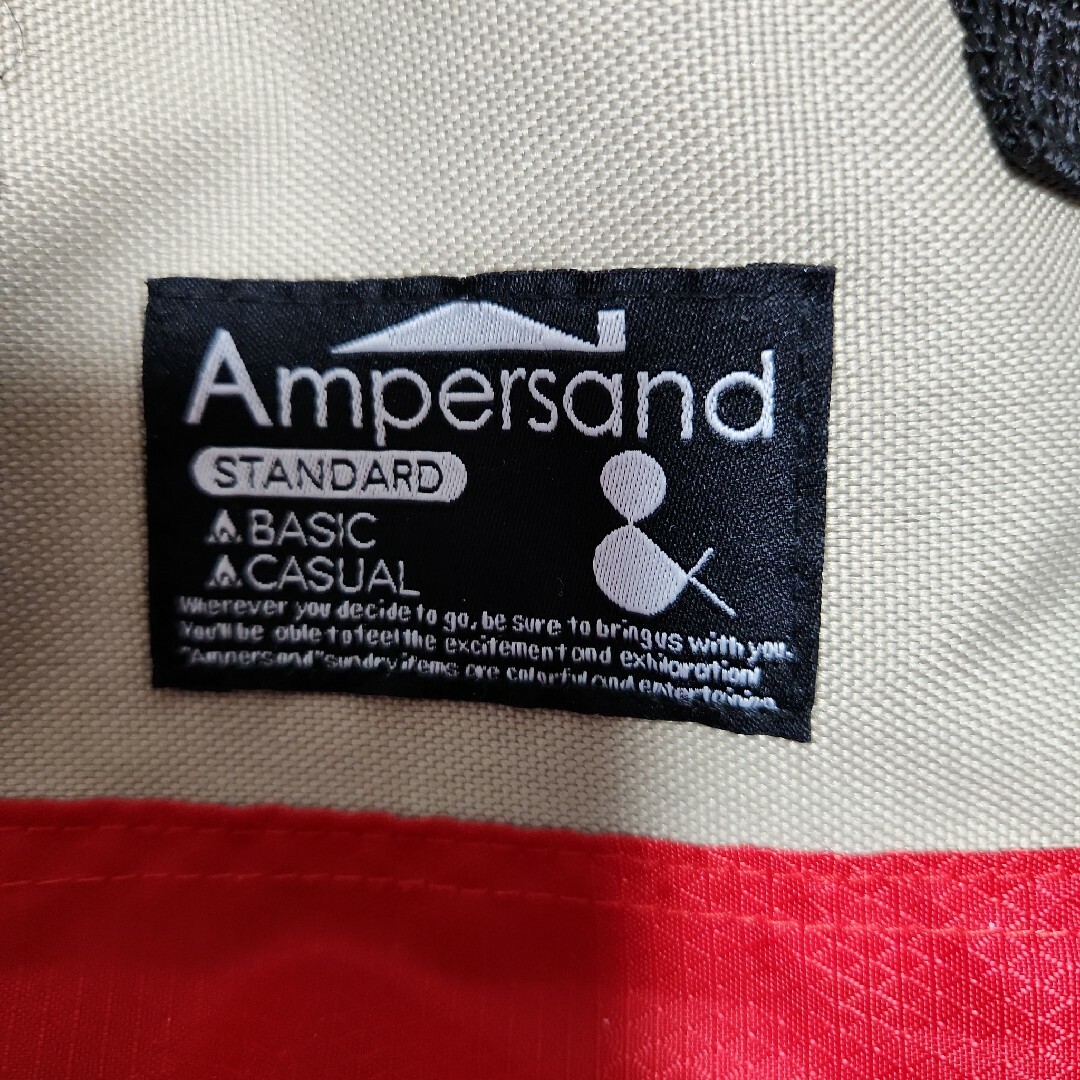 Ampersand
STANDARD
BASIC
CASUAL
&
Wherever you decide to go, be sure to bring us with you.
You'll be able to feel the excitement and exhilaration!
"Ampersand" sundry items are colorful and entertaining.